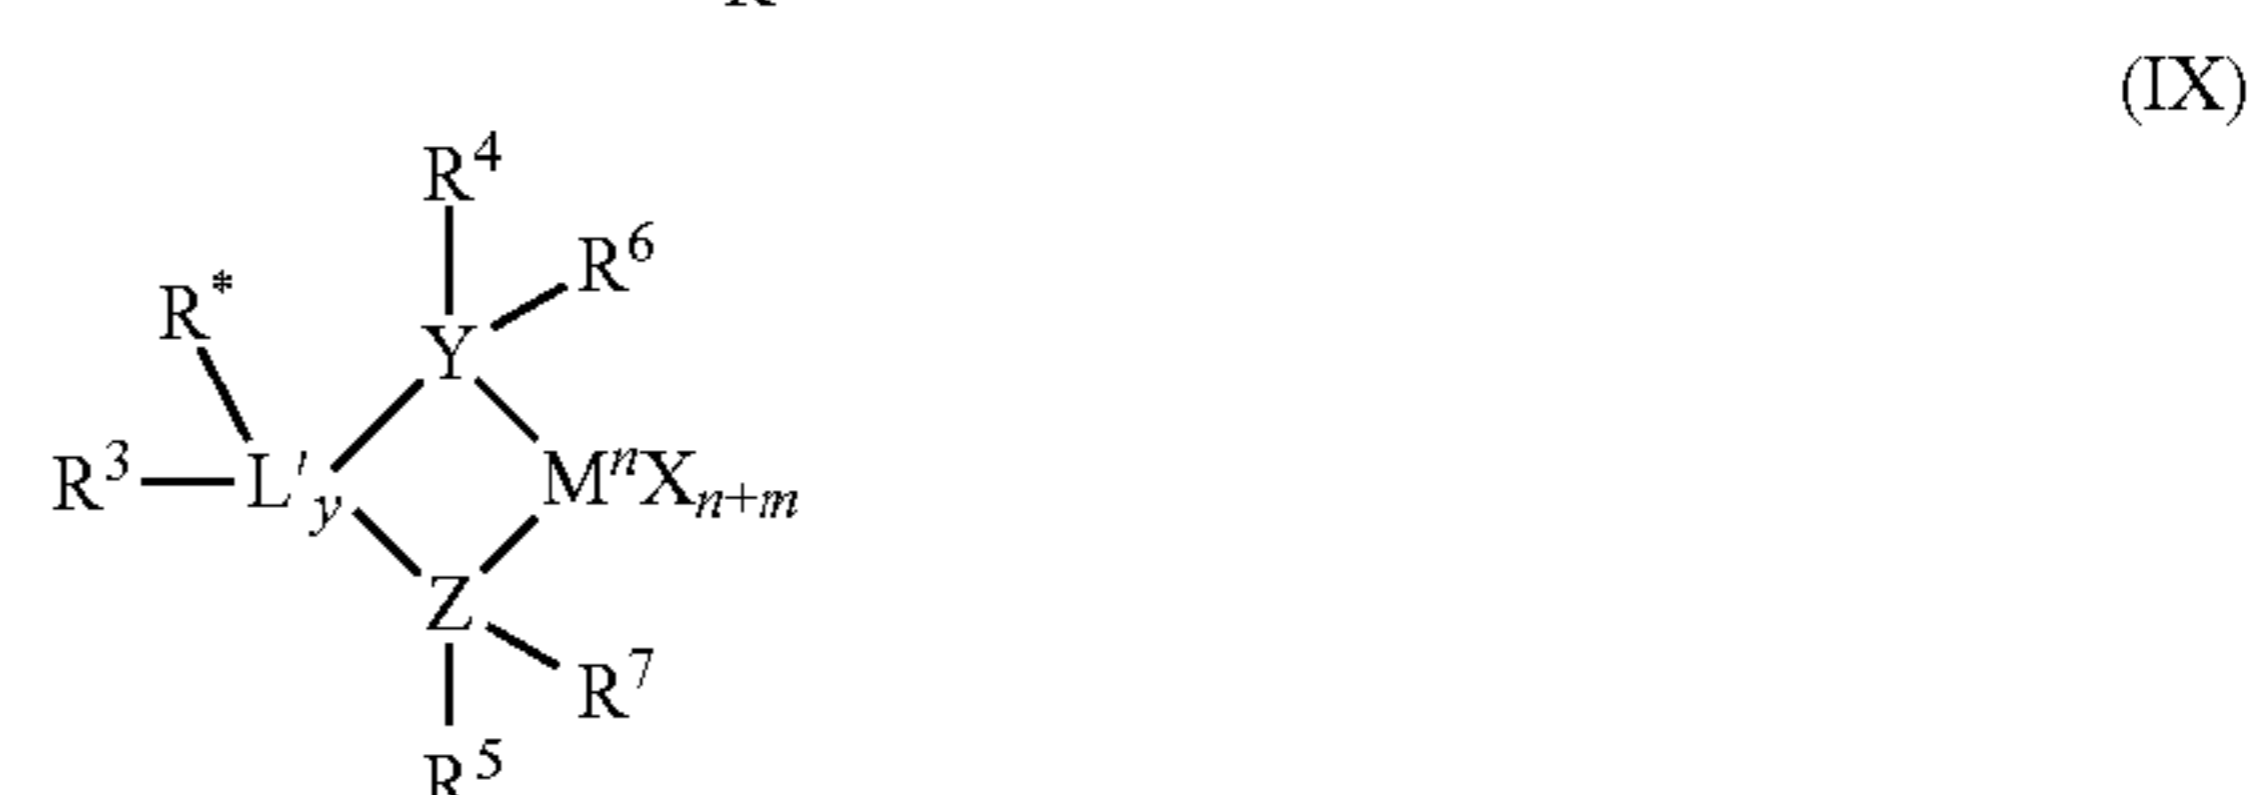 (IX)
R⁴
R⁶
R*
Y
R³ L'y MⁿXn+m
Z
R⁷
R⁵